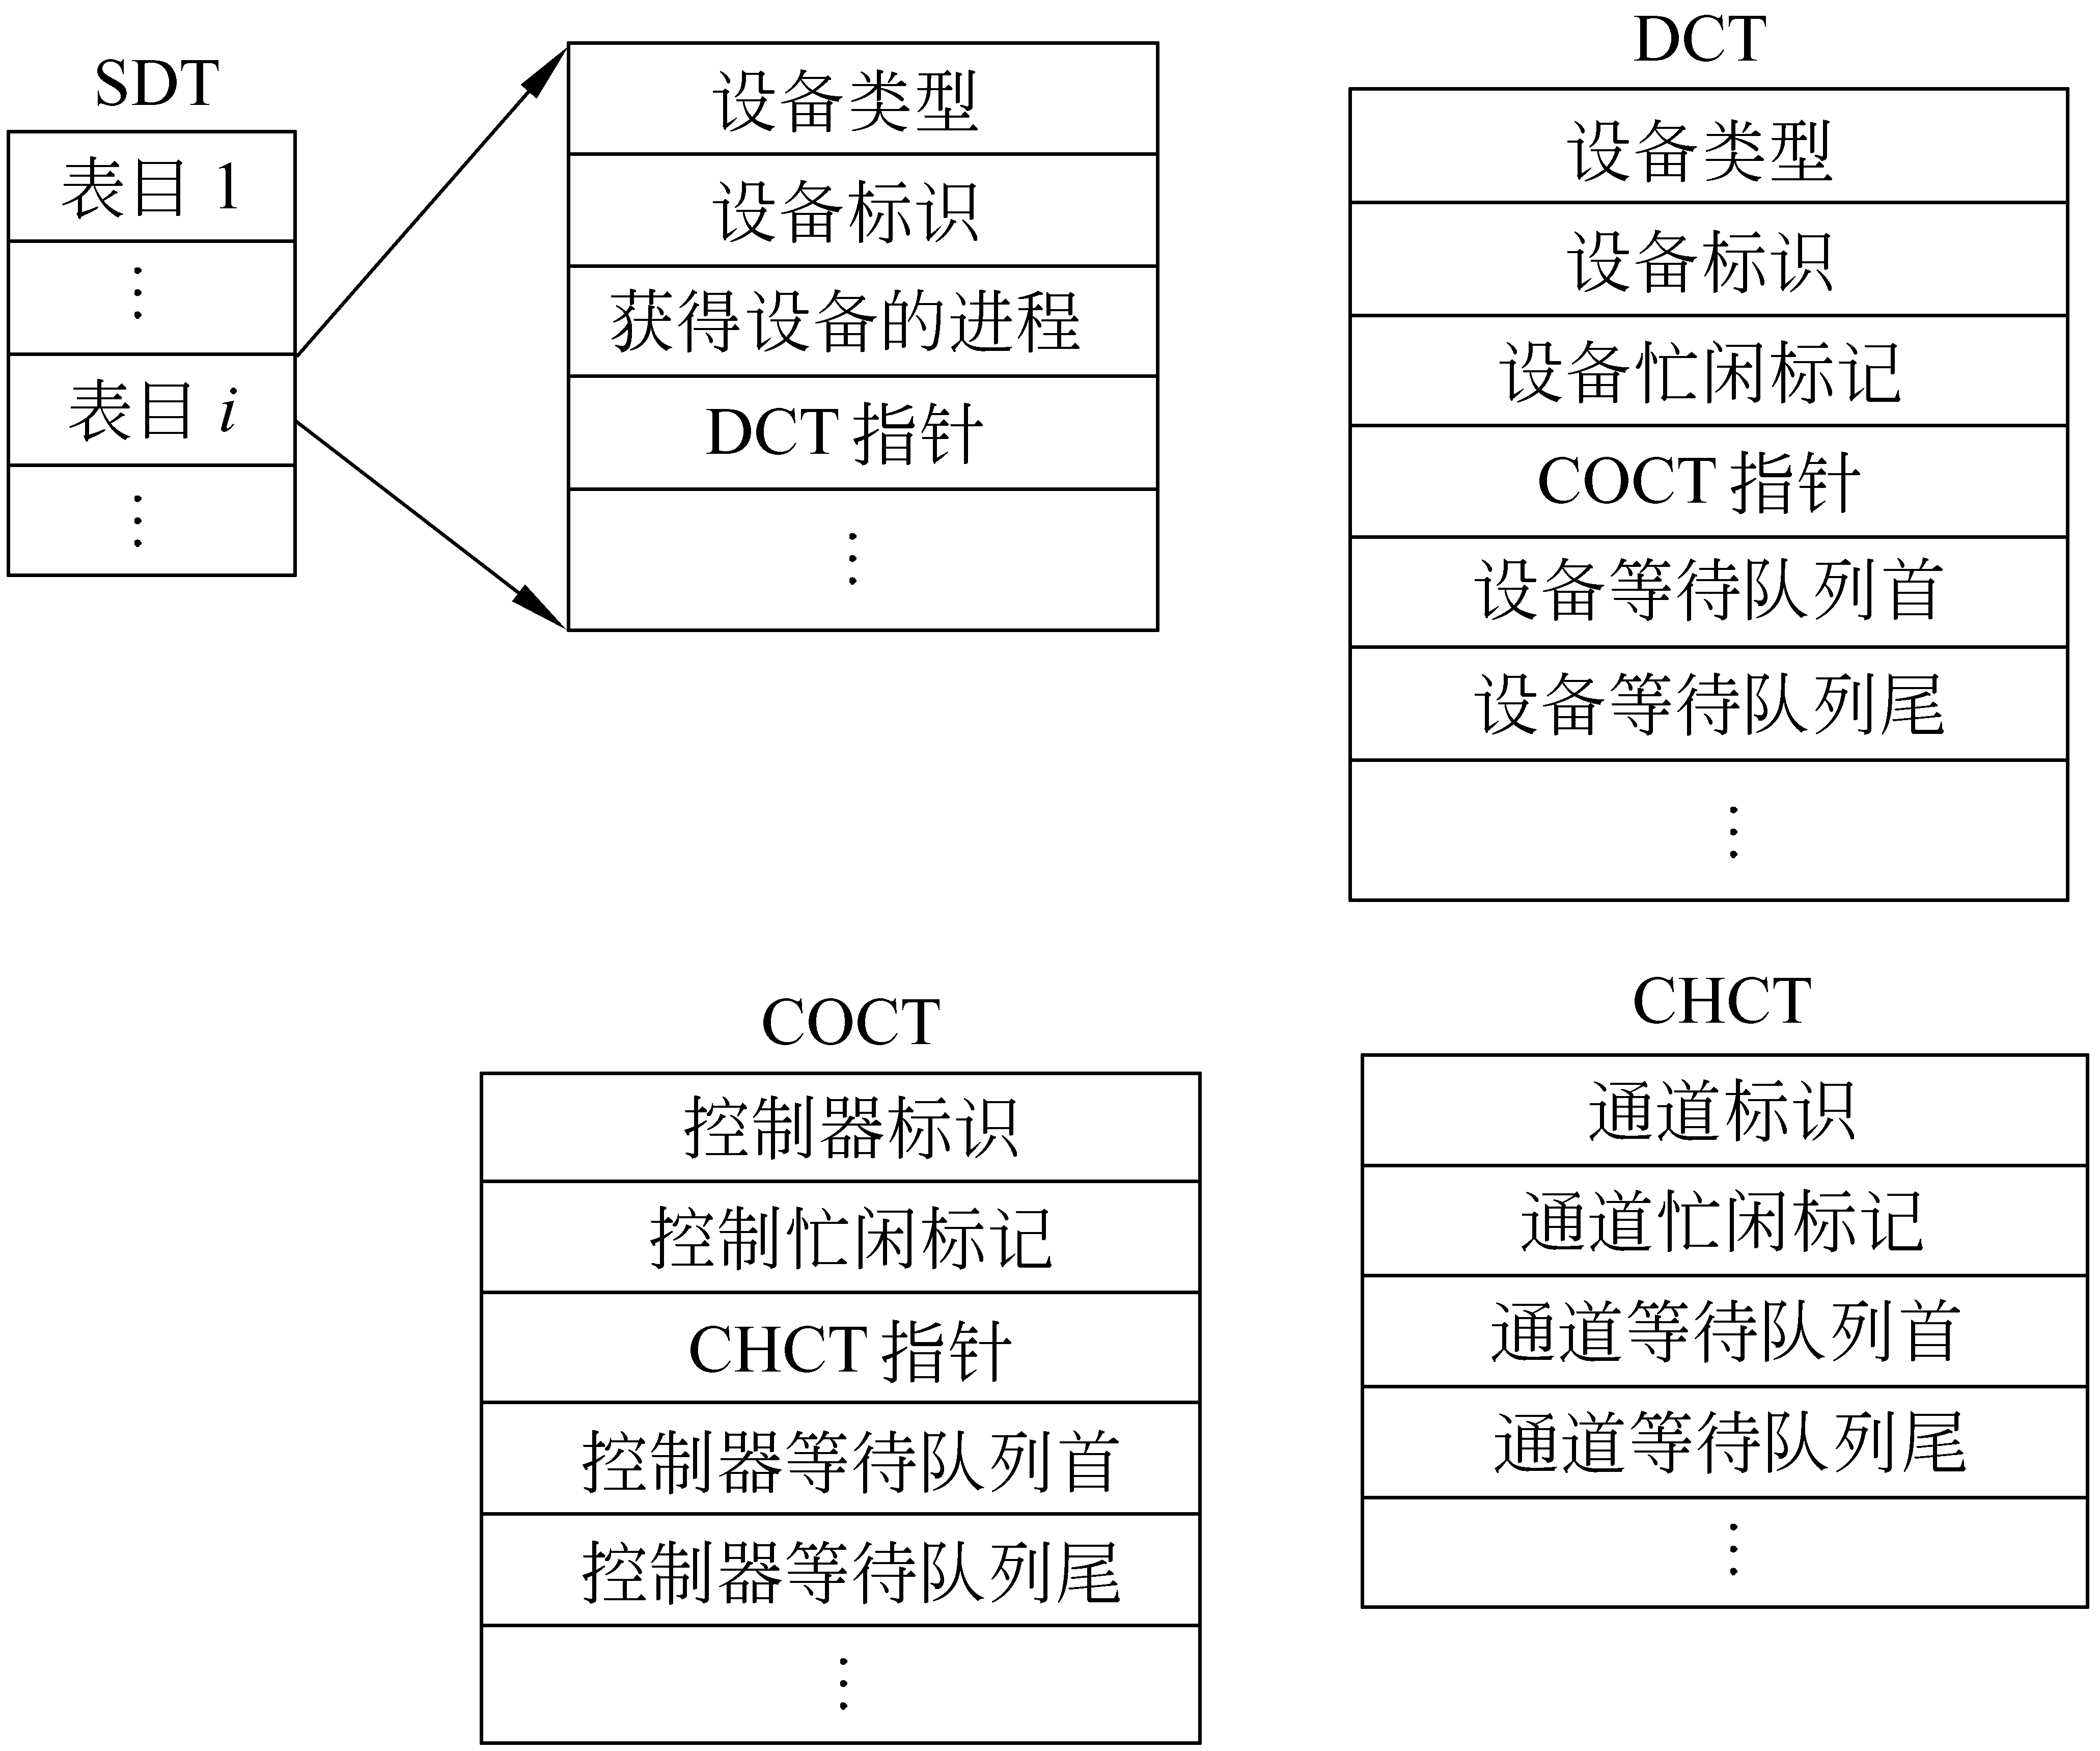 SDT
表目 1
⋮
表目 i
⋮
设备类型
设备标识
获得设备的进程
DCT 指针
⋮
DCT
设备类型
设备标识
设备忙闲标记
COCT 指针
设备等待队列首
设备等待队列尾
⋮
COCT
控制器标识
控制忙闲标记
CHCT 指针
控制器等待队列首
控制器等待队列尾
⋮
CHCT
通道标识
通道忙闲标记
通道等待队列首
通道等待队列尾
⋮